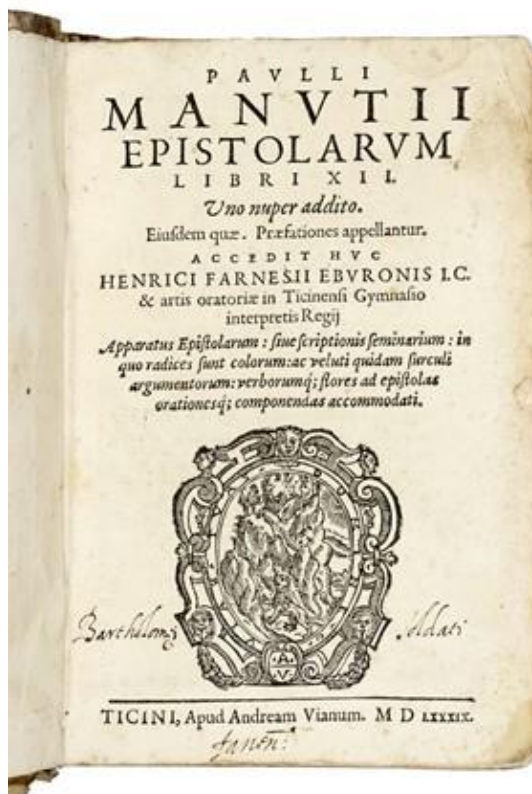 PAVLLI
MANVTII
EPISTOLARVM
LIBRI XII.
Vno nuper addito.
Eiusdem quæ. Præfationes appellantur.
ACCEDIT HVC
HENRICI FARNESII EBVRONIS I.C.
& artis oratoriæ in Ticinensi Gymnasio
interpretis Regij
Apparatus Epistolarum: siue scriptionis seminarium: in
quo radices sunt colorum: ac veluti quidam surculi
argumentorum: verborumq́; flores ad epistolas
orationesq́; componendas accommodati.
Bartholomęi Soldati
A
V
TICINI, Apud Andream Vianum. M D LXXXIX.